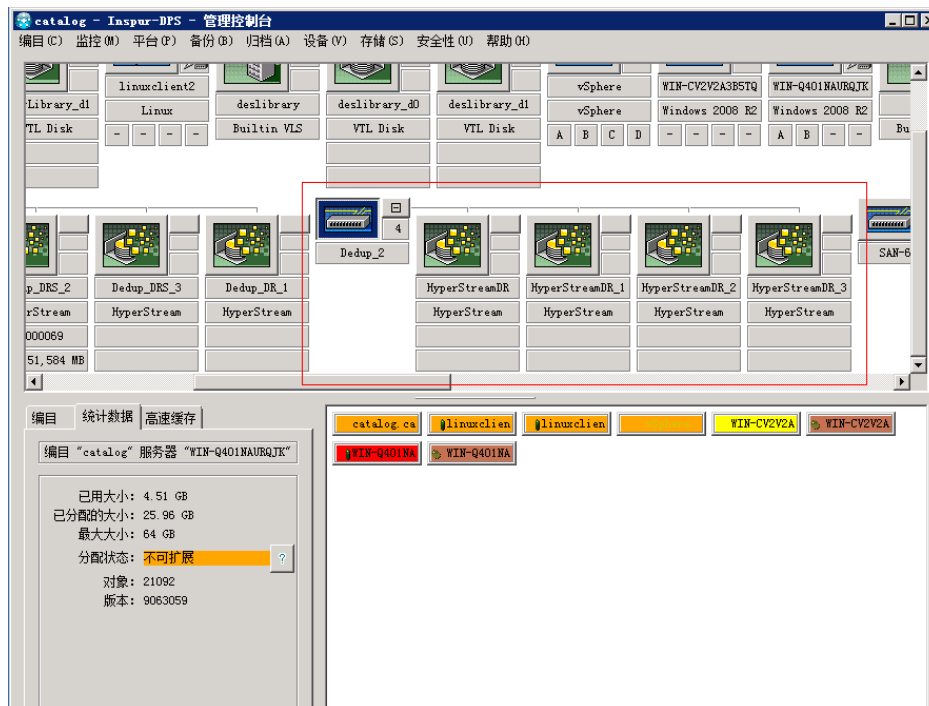 catalog - Inspur-DPS - 管理控制台
编目(C) 监控(M) 平台(P) 备份(B) 归档(A) 设备(V) 存储(S) 安全性(U) 帮助(H)
linuxclient2 vSphere WIN-CV2V2A3B5TQ WIN-Q401NAURQJK
rLibrary_d1 Linux deslibrary deslibrary_d0 deslibrary_d1 vSphere Windows 2008 R2 Windows 2008 R2
VTL Disk - - - - Builtin VLS VTL Disk VTL Disk A B C D - - - - A B - - Bu
4
Dedup_2 SAN-6
p_DRS_2 Dedup_DRS_3 Dedup_DR_1 HyperStreamDR HyperStreamDR_1 HyperStreamDR_2 HyperStreamDR_3
rStream HyperStream HyperStream HyperStream HyperStream HyperStream HyperStream
000069
51,584 MB
编目 统计数据 高速缓存
编目 "catalog" 服务器 "WIN-Q401NAURQJK"
已用大小: 4.51 GB
已分配的大小: 25.96 GB
最大大小: 64 GB
分配状态: 不可扩展 ?
对象: 21092
版本: 9063059
catalog.ca linuxclien linuxclien WIN-CV2V2A WIN-CV2V2A
WIN-Q401NA WIN-Q401NA